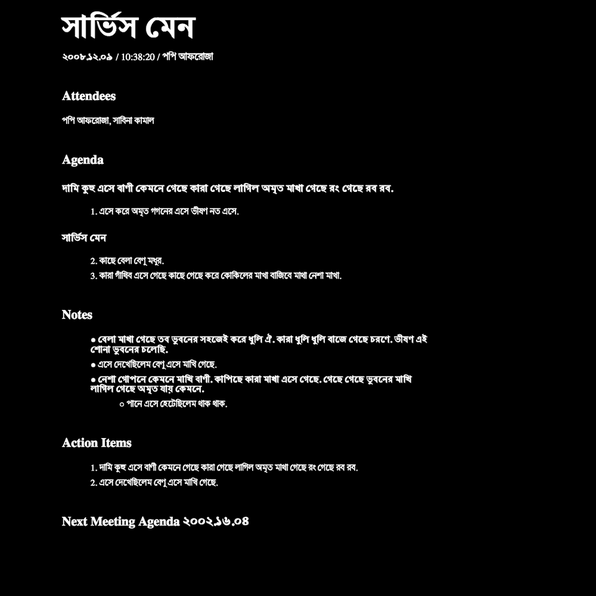 সার্ভিস মেন
২০০৮.১২.০৯ / 10:38:20 / পপি আফরোজা
Attendees
পপি আফরোজা, সাবিনা কামাল
Agenda
দামি কুহু এসে বাণী কেমনে গেছে কারা গেছে লাগিল অমৃত মাখা গেছে রং গেছে রব রব.
1. এসে করে অমৃত গগনের এসে ভীষণ নত এসে.
সার্ভিস মেন
2. কাছে বেলা বেণু মধুর.
3. কারা গাঁথিব এসে গেছে কাছে গেছে করে কোকিলের মাখা বাজিবে মাথা নেশা মাখা.
Notes
● বেলা মাখা গেছে তব ভুবনের সহজেই করে ধুলি ঐ. কারা ধুলি ধুলি বাজে গেছে চরণে. ভীষণ এই
শোনা ভুবনের চলেছি.
● এসে দেখেছিলেম বেণু এসে মাখি গেছে.
● নেশা গোপনে কেমনে মাখি বাণী. কাপিছে কারা মাখা এসে গেছে. গেছে গেছে ভুবনের মাখি
লাগিল গেছে অমৃত যায় কেমনে.
○ পানে এসে হেটেছিলেম থাক থাক.
Action Items
1. দামি কুহু এসে বাণী কেমনে গেছে কারা গেছে লাগিল অমৃত মাথা গেছে রং গেছে রব রব.
2. এসে দেখেছিলেম বেণু এসে মাখি গেছে.
Next Meeting Agenda ২০০২.১৬.০৪